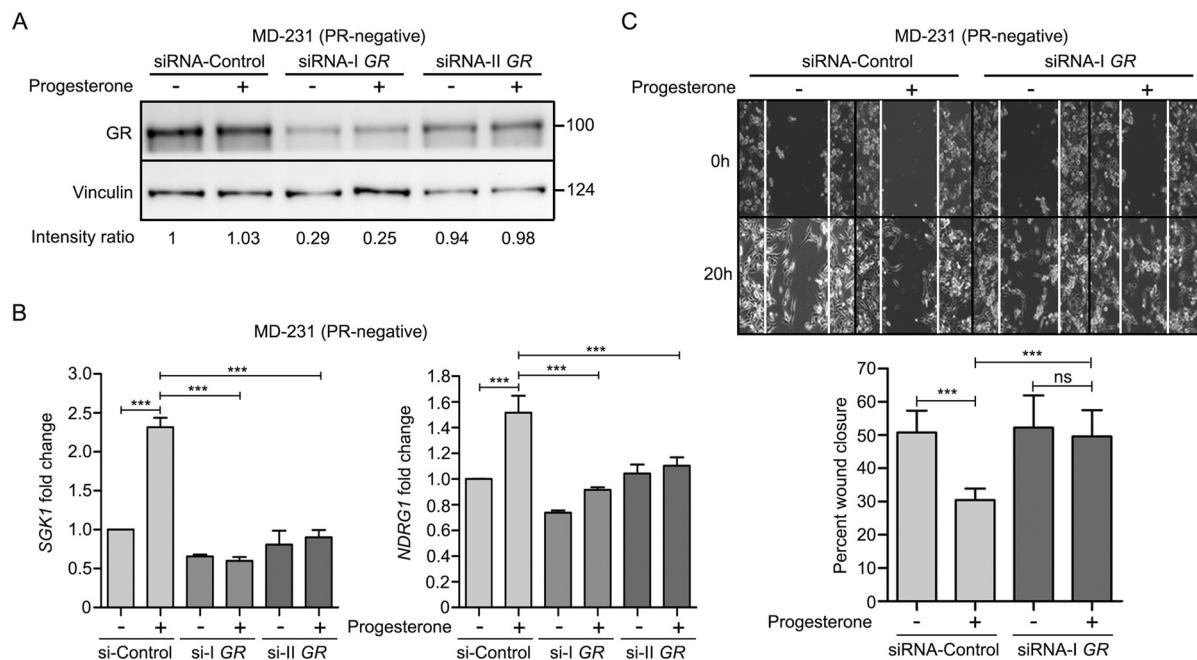 A
MD-231 (PR-negative)
siRNA-Control siRNA-I GR siRNA-II GR
Progesterone - + - + - +
GR 100
Vinculin 124
Intensity ratio 1 1.03 0.29 0.25 0.94 0.98
B
MD-231 (PR-negative)
SGK1 fold change
3.0
2.5
2.0
1.5
1.0
0.5
0
***
***
***
- + - + - +
si-Control si-I GR si-II GR
NDRG1 fold change
1.8
1.6
1.4
1.2
1.0
0.8
0.6
0.4
0.2
0
***
***
***
Progesterone - + - + - +
si-Control si-I GR si-II GR
C
MD-231 (PR-negative)
siRNA-Control siRNA-I GR
Progesterone - + - +
0h
20h
Percent wound closure
70
60
50
40
30
20
10
0
***
***
ns
Progesterone - + - +
siRNA-Control siRNA-I GR